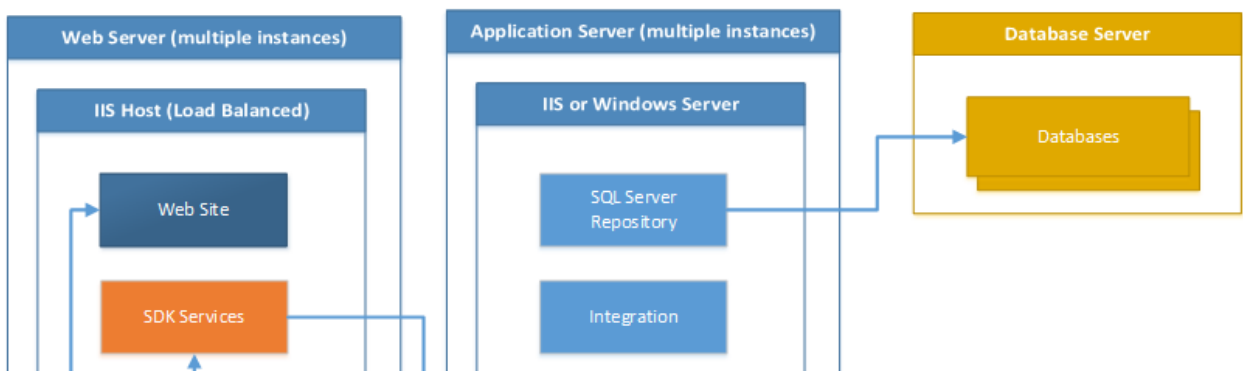 Web Server (multiple instances)
IIS Host (Load Balanced)
Web Site
SDK Services
Application Server (multiple instances)
IIS or Windows Server
SQL Server
Repository
Integration
Database Server
Databases